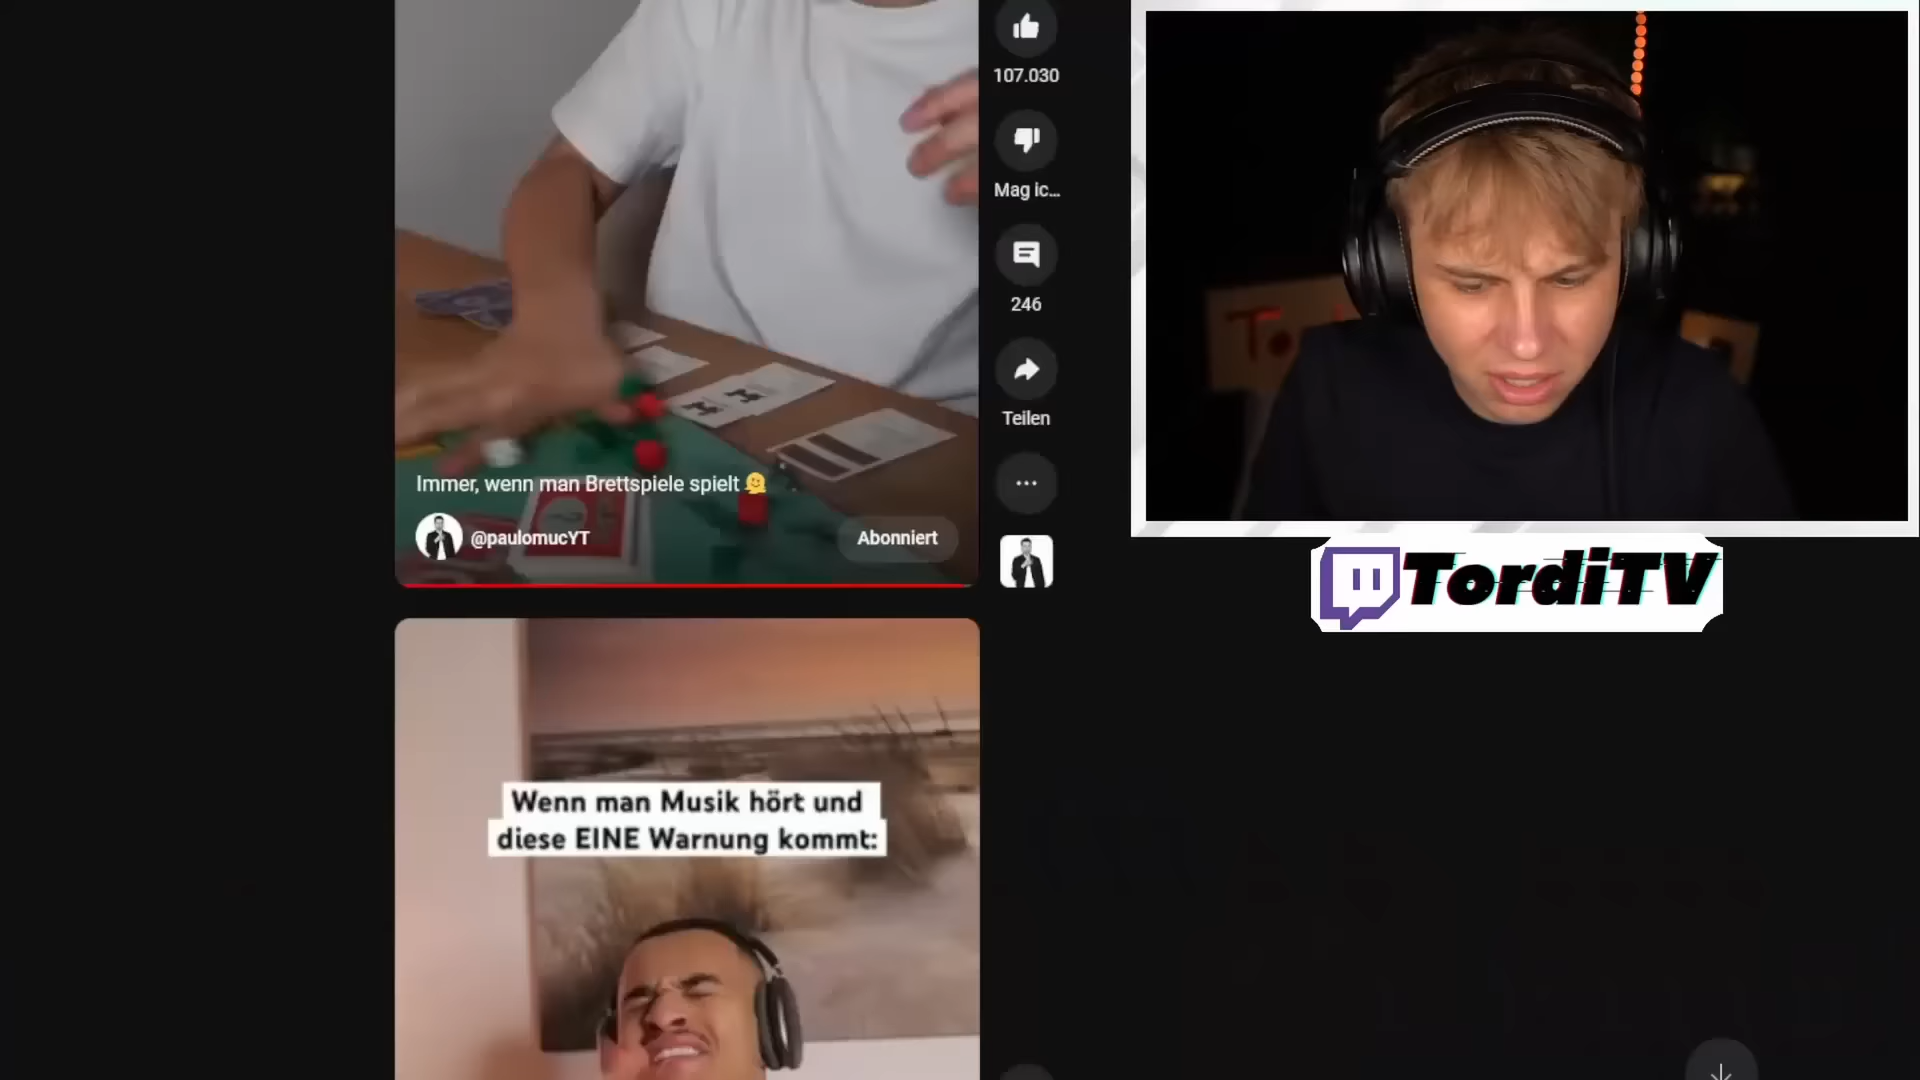 107.030
Mag ic...
246
Teilen
Immer, wenn man Brettspiele spielt
@paulomucYT
Abonniert
TordiTV
Wenn man Musik hört und
diese EINE Warnung kommt: